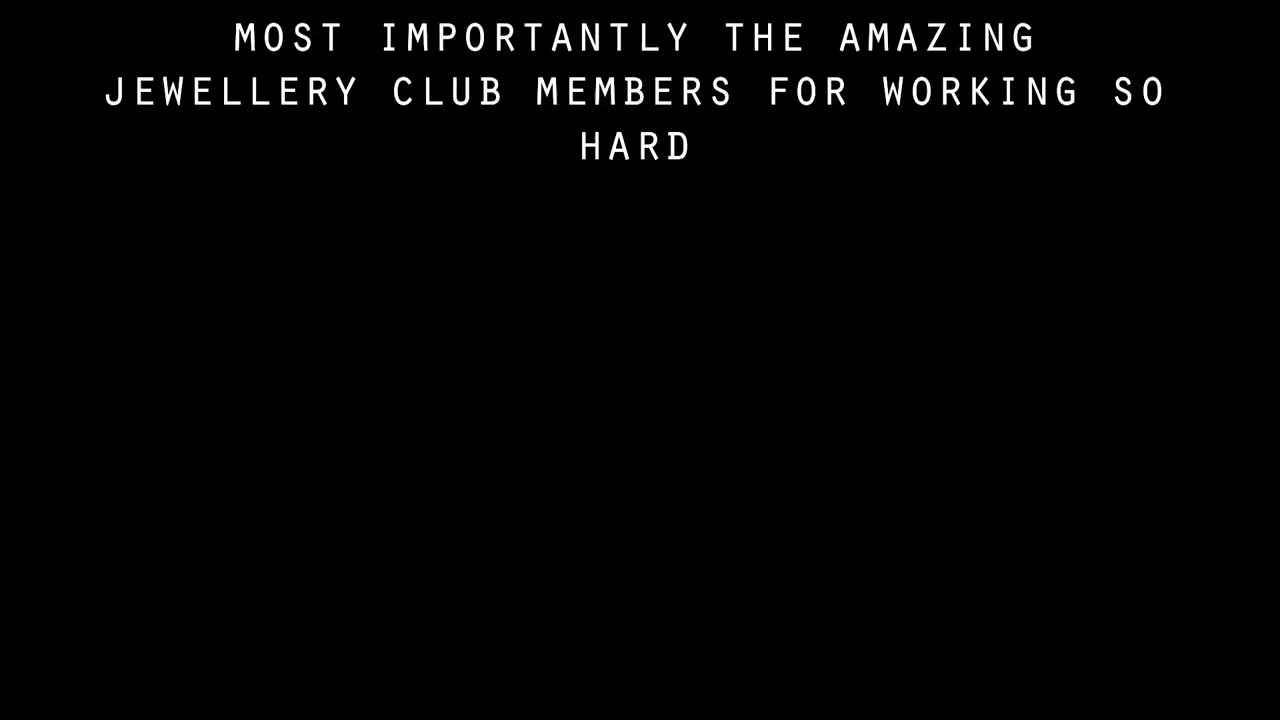 MOST IMPORTANTLY THE AMAZING
JEWELLERY CLUB MEMBERS FOR WORKING SO
HARD